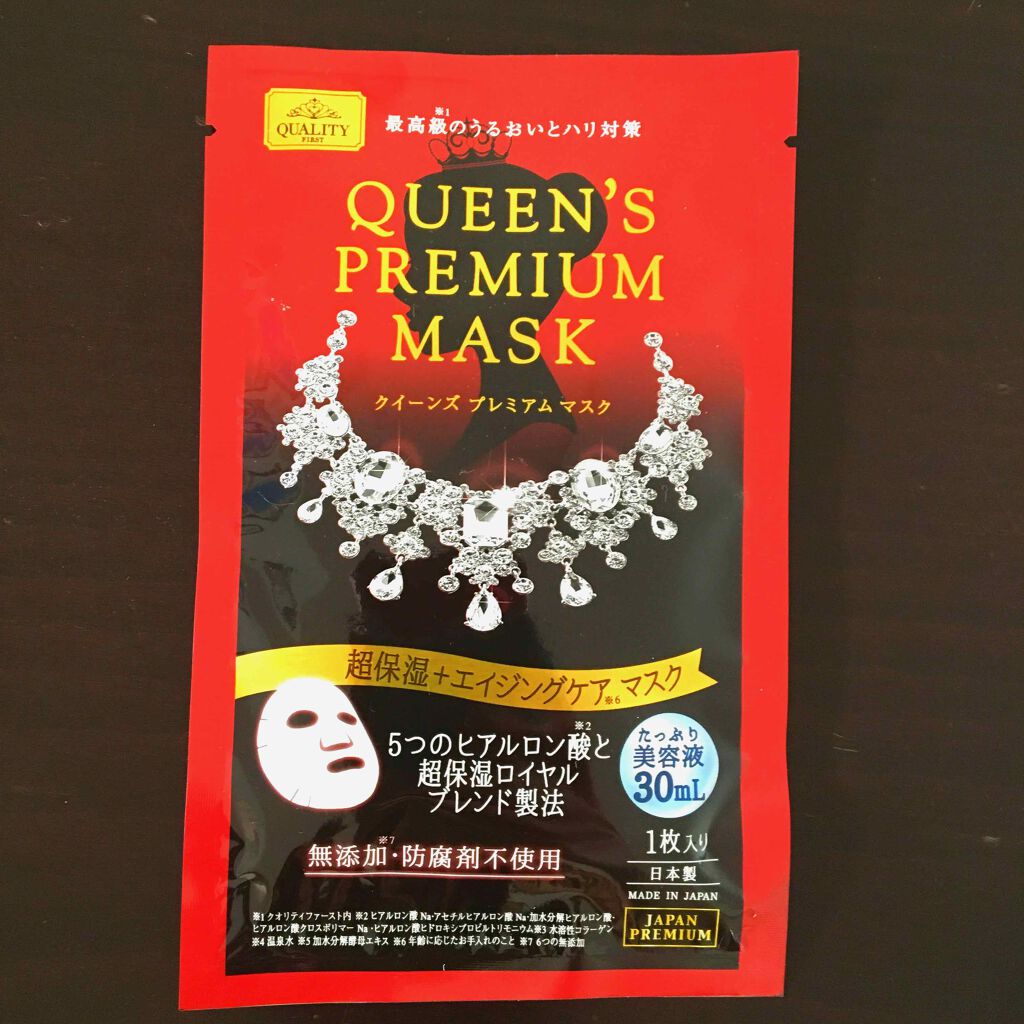 QUALITY
FIRST
※1
最高級のうるおいとハリ対策
QUEEN'S
PREMIUM
MASK
クイーンズ プレミアム マスク
超保湿+エイジングケア※6 マスク
※2
5つのヒアルロン酸と
超保湿ロイヤル
ブレンド製法
たっぷり
美容液
30mL
※7
無添加・防腐剤不使用
1枚入り
日本製
MADE IN JAPAN
JAPAN
PREMIUM
※1 クオリティファースト内 ※2 ヒアルロン酸 Na・アセチルヒアルロン酸 Na・加水分解ヒアルロン酸・
ヒアルロン酸クロスポリマー Na・ヒアルロン酸ヒドロキシプロピルトリモニウム※3 水溶性コラーゲン
※4 温泉水 ※5 加水分解酵母エキス ※6 年齢に応じたお手入れのこと ※7 6つの無添加